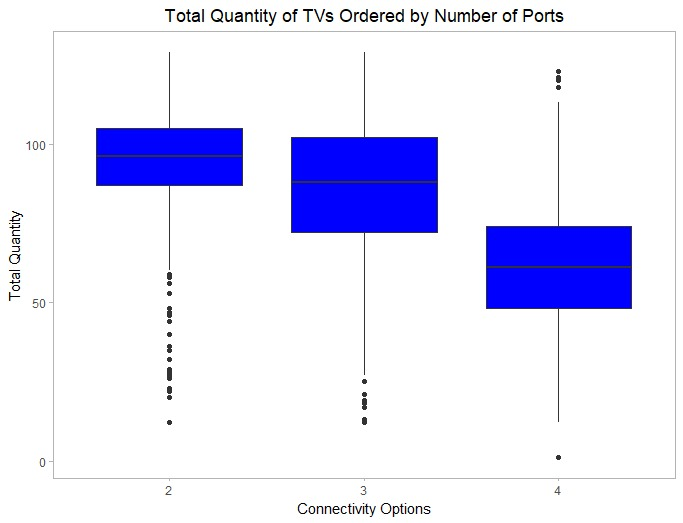 Total Quantity of TVs Ordered by Number of Ports
Total Quantity
100
50
0
2 3 4
Connectivity Options